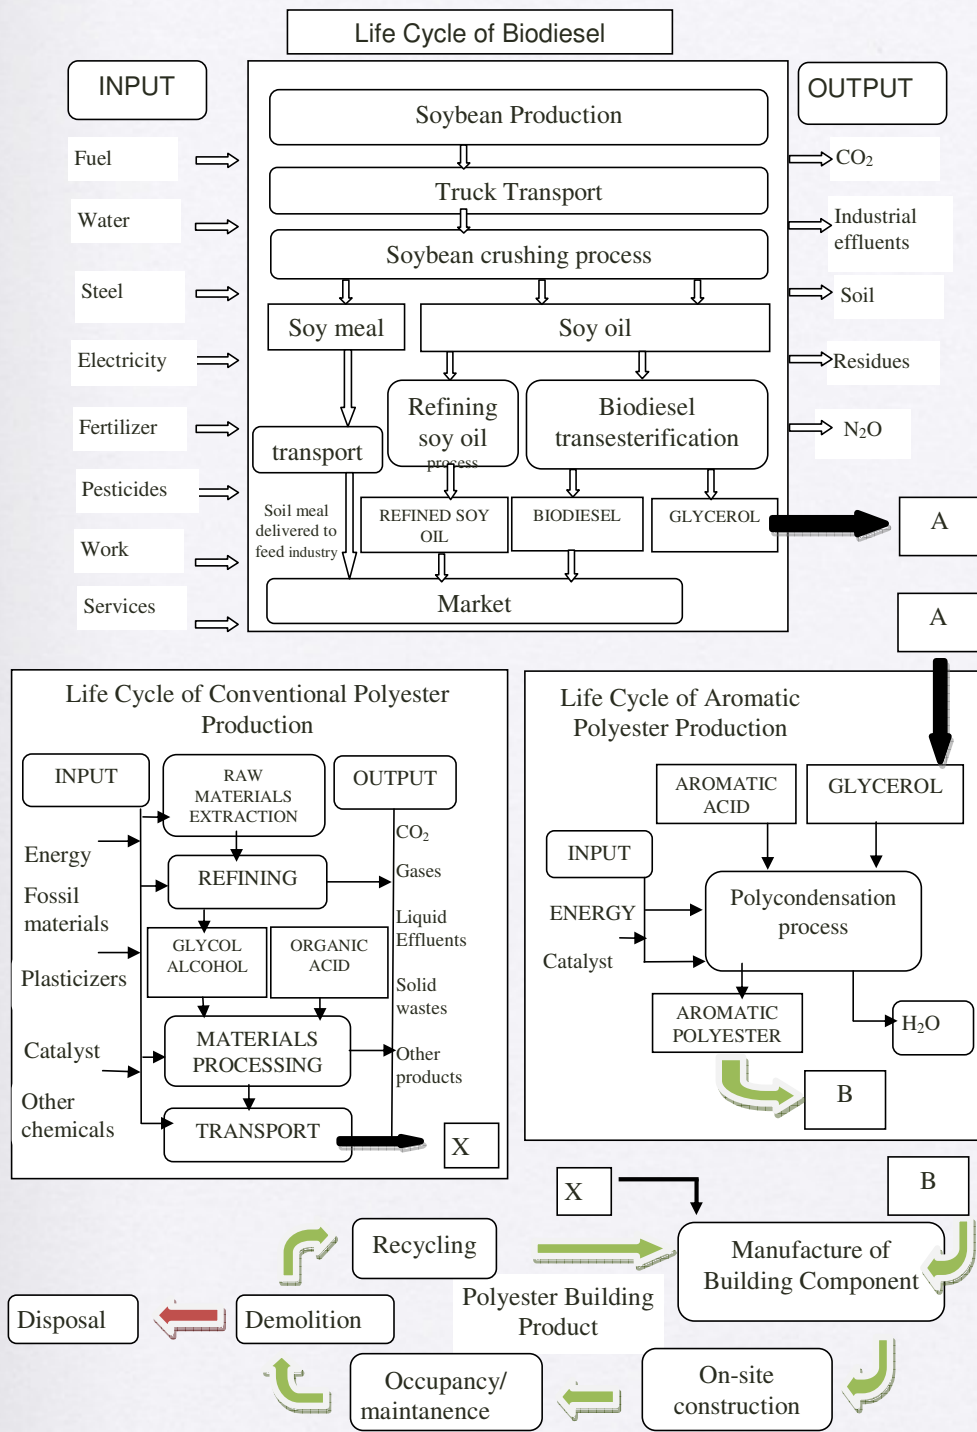 Life Cycle of Biodiesel
INPUT
OUTPUT
Soybean Production
Fuel
CO₂
Truck Transport
Water
Industrial
effluents
Soybean crushing process
Steel
Soil
Soy meal
Soy oil
Electricity
Residues
Refining
soy oil
process
Biodiesel
transesterification
Fertilizer
N₂O
transport
Pesticides
Soil meal
delivered to
feed industry
REFINED SOY
OIL
BIODIESEL
GLYCEROL
A
Work
Services
Market
A
Life Cycle of Conventional Polyester
Production
INPUT
RAW
MATERIALS
EXTRACTION
OUTPUT
CO₂
Energy
REFINING
Gases
Fossil
materials
Liquid
Effluents
GLYCOL
ALCOHOL
ORGANIC
ACID
Plasticizers
Solid
wastes
Catalyst
MATERIALS
PROCESSING
Other
products
Other
chemicals
TRANSPORT
X
Life Cycle of Aromatic
Polyester Production
AROMATIC
ACID
GLYCEROL
INPUT
ENERGY
Catalyst
Polycondensation
process
AROMATIC
POLYESTER
H₂O
B
X
B
Recycling
Manufacture of
Building Component
Polyester Building
Product
Disposal
Demolition
Occupancy/
maintanence
On-site
construction